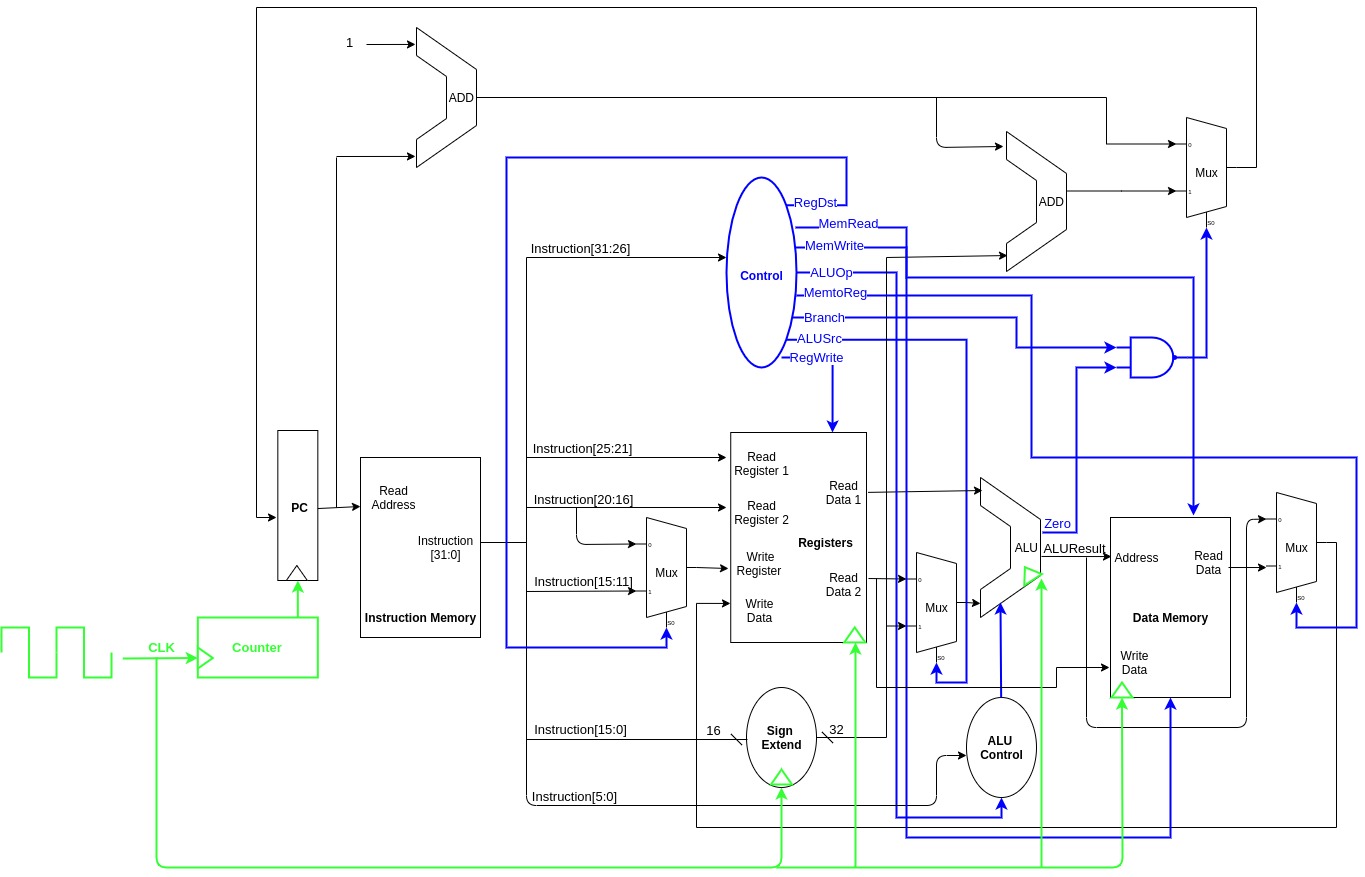 1
ADD
0
Mux
1
S0
ADD
RegDst
MemRead
MemWrite
ALUOp
MemtoReg
Branch
ALUSrc
RegWrite
Control
Instruction[31:26]
PC
Read
Address
Instruction
[31:0]
Instruction Memory
Instruction[25:21]
Instruction[20:16]
Instruction[15:11]
0
Mux
1
S0
Read
Register 1
Read
Register 2
Write
Register
Write
Data
Registers
Read
Data 1
Read
Data 2
0
Mux
1
S0
ALU
Zero
ALUResult
Address
Read
Data
Data Memory
Write
Data
0
Mux
1
S0
CLK
Counter
Instruction[15:0]
16
Sign
Extend
32
ALU
Control
Instruction[5:0]